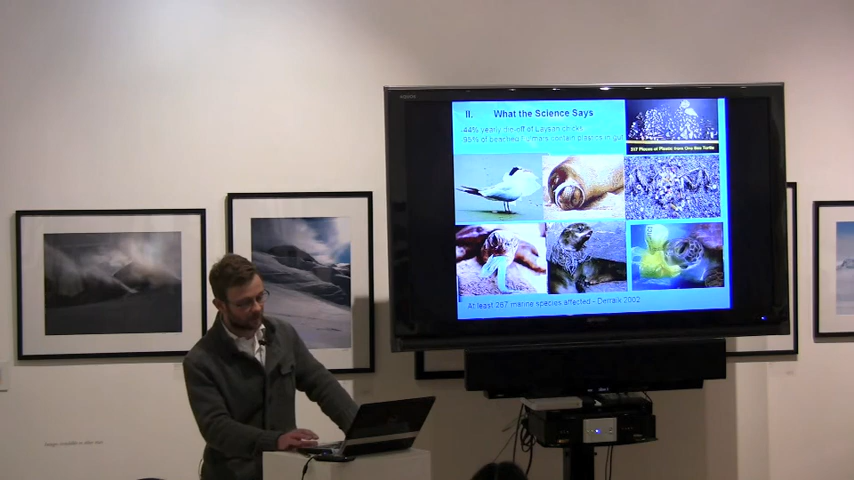 II. What the Science Says
44% yearly die-off of Laysan chicks
95% of beached Fulmars contain plastics in gut
317 Pieces of Plastic from One Sea Turtle
At least 267 marine species affected - Derraik 2002